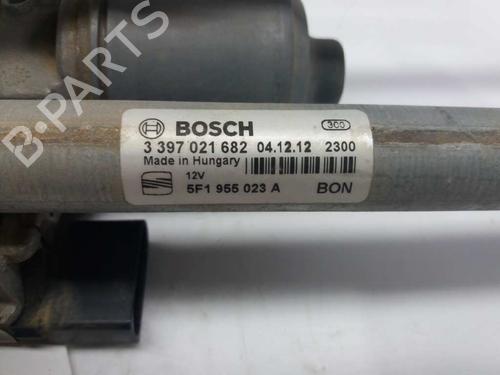 B-PARTS
BOSCH 300
3 397 021 682 04.12.12 2300
Made in Hungary
12V
5F1 955 023 A BON